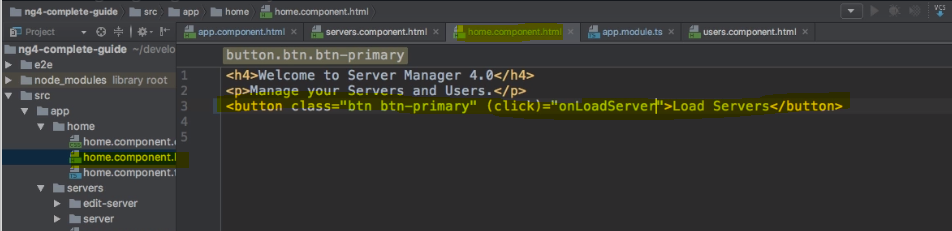 ng4-complete-guide src app home home.component.html
Project app.component.html servers.component.html home.component.html app.module.ts users.component.html
VCS
ng4-complete-guide ~/develo
button.btn.btn-primary
e2e
node_modules library root
src
app
home
home.component.
home.component.
home.component.
servers
edit-server
server
1 <h4>Welcome to Server Manager 4.0</h4>
2 <p>Manage your Servers and Users.</p>
3 <button class="btn btn-primary" (click)="onLoadServer">Load Servers</button>
4
5